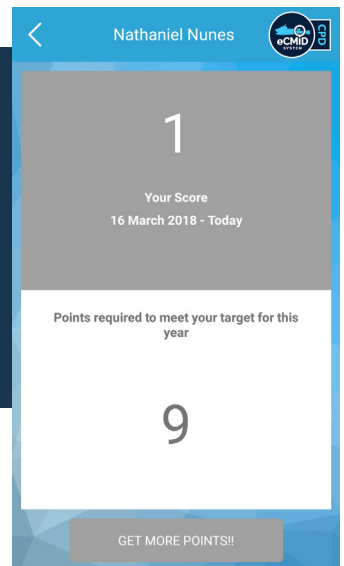 Nathaniel Nunes
eCMID
SYSTEM
CPD
1
Your Score
16 March 2018 - Today
Points required to meet your target for this
year
9
GET MORE POINTS!!